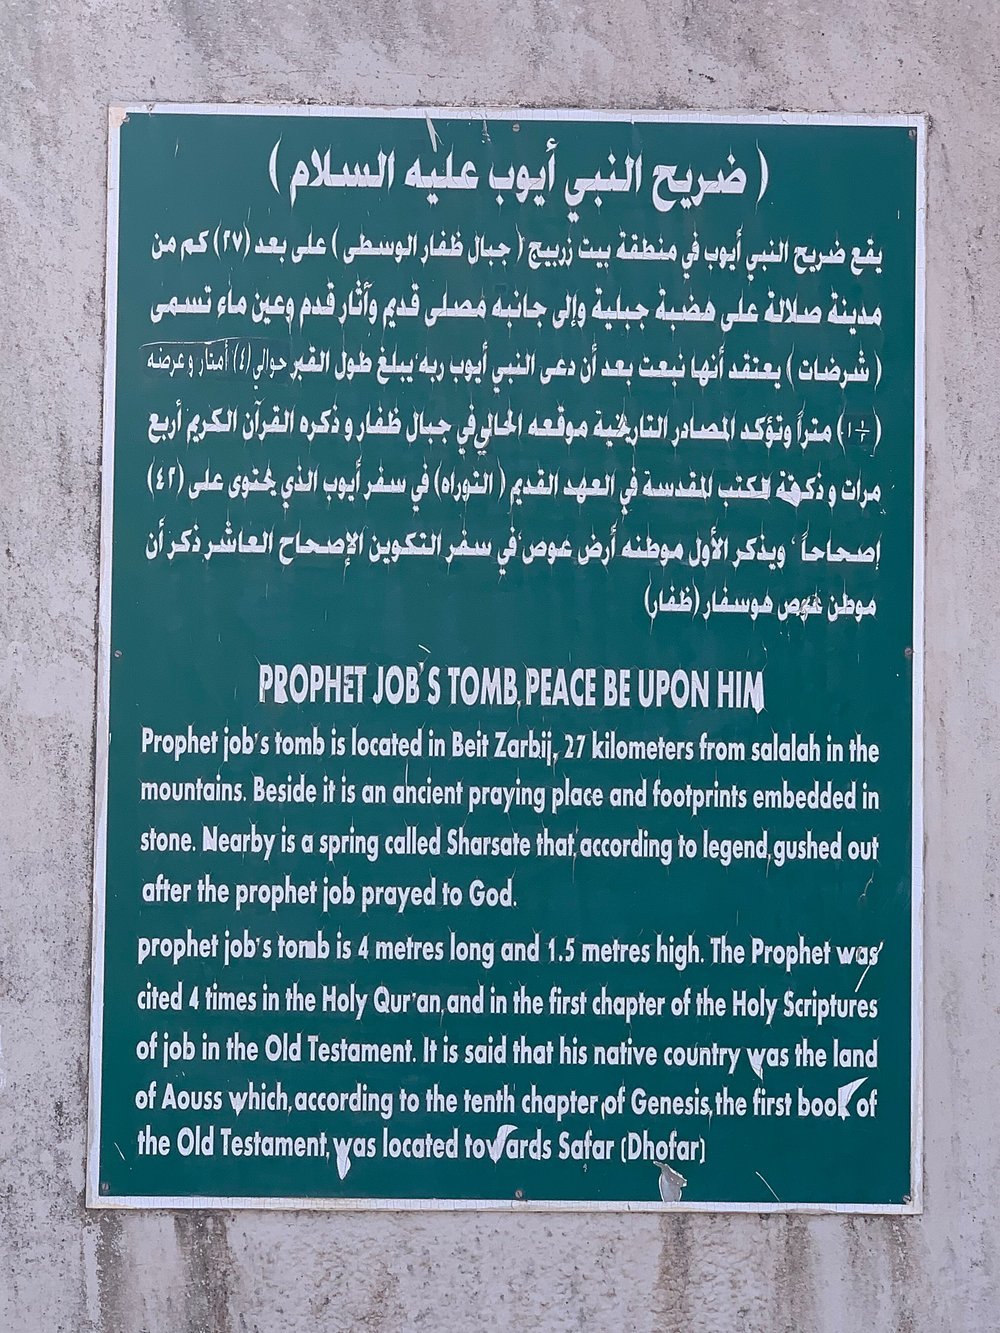 ( ضريح النبي أيوب عليه السلام )
يقع ضريح النبي أيوب في منطقة بيت زربيج ( جبال ظفار الوسطى ) على بعد (٢٧) كم من
مدينة صلالة على هضبة جبلية وإلى جانبه مصلى قديم وآثار قدم وعين ماء تسمى
( شرضات ) يعتقد أنها نبعت بعد أن دعى النبي أيوب ربه يبلغ طول القبر حوالي (٤) أمتار وعرضه
متراً وتؤكد المصادر التاريخية موقعه الحالي في جبال ظفار و ذكره القرآن الكريم أربع
مرات و الكتب المقدسة في العهد القديم ( التوراه) في سفر أيوب الذي يحتوى على (٤٢)
إصحاحاً ويذكر الأول موطنه أرض عوص في سفر التكوين الإصحاح العاشر ذكر أن
موطن عوص هوسفار (ظفار)
PROPHET JOB'S TOMB, PEACE BE UPON HIM
Prophet job's tomb is located in Beit Zarbij, 27 kilometers from salalah in the
mountains. Beside it is an ancient praying place and footprints embedded in
stone. Nearby is a spring called Sharsate that, according to legend, gushed out
after the prophet job prayed to God.
prophet job's tomb is 4 metres long and 1.5 metres high. The Prophet was
cited 4 times in the Holy Qur'an, and in the first chapter of the Holy Scriptures
of job in the Old Testament. It is said that his native country was the land
of Aouss which, according to the tenth chapter of Genesis, the first book of
the Old Testament, was located towards Safar (Dhofar)